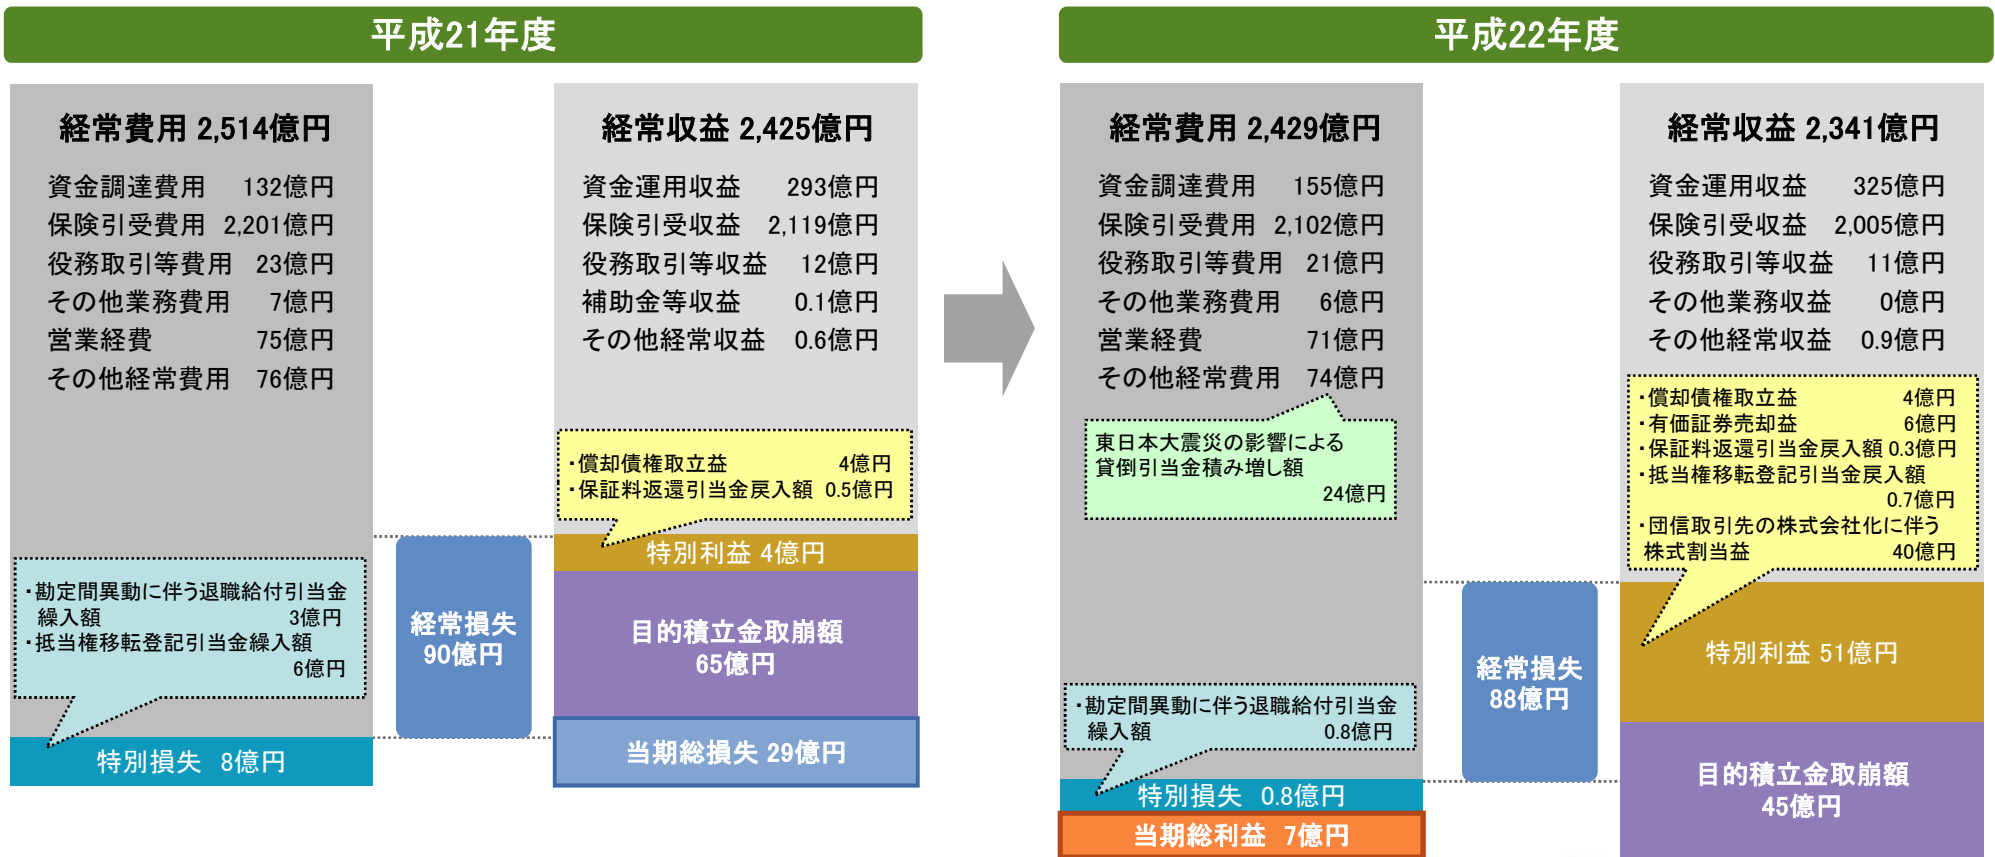 平成21年度
経常費用 2,514億円
資金調達費用 132億円
保険引受費用 2,201億円
役務取引等費用 23億円
その他業務費用 7億円
営業経費 75億円
その他経常費用 76億円
・勘定間異動に伴う退職給付引当金
繰入額 3億円
・抵当権移転登記引当金繰入額
6億円
特別損失 8億円
経常損失
90億円
経常収益 2,425億円
資金運用収益 293億円
保険引受収益 2,119億円
役務取引等収益 12億円
補助金等収益 0.1億円
その他経常収益 0.6億円
・償却債権取立益 4億円
・保証料返還引当金戻入額 0.5億円
特別利益 4億円
目的積立金取崩額
65億円
当期総損失 29億円
平成22年度
経常費用 2,429億円
資金調達費用 155億円
保険引受費用 2,102億円
役務取引等費用 21億円
その他業務費用 6億円
営業経費 71億円
その他経常費用 74億円
東日本大震災の影響による
貸倒引当金積み増し額
24億円
・勘定間異動に伴う退職給付引当金
繰入額 0.8億円
特別損失 0.8億円
当期総利益 7億円
経常損失
88億円
経常収益 2,341億円
資金運用収益 325億円
保険引受収益 2,005億円
役務取引等収益 11億円
その他業務収益 0億円
その他経常収益 0.9億円
・償却債権取立益 4億円
・有価証券売却益 6億円
・保証料返還引当金戻入額 0.3億円
・抵当権移転登記引当金戻入額
0.7億円
・団信取引先の株式会社化に伴う
株式割当益 40億円
特別利益 51億円
目的積立金取崩額
45億円